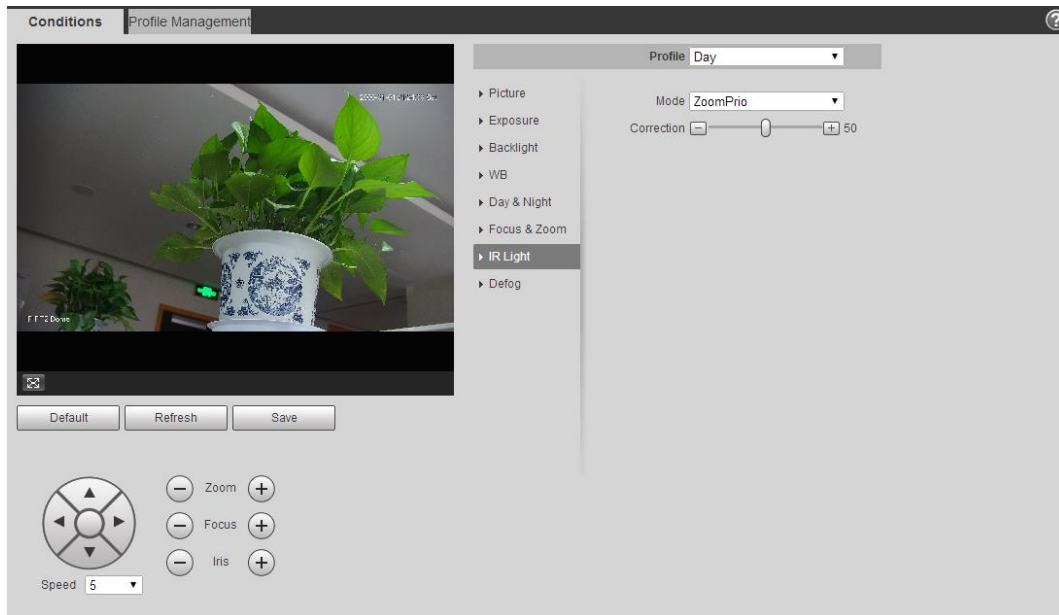 Conditions
Profile Management
?
Profile Day
Picture
Exposure
Backlight
WB
Day & Night
Focus & Zoom
IR Light
Defog
Mode ZoomPrio
Correction 50
Default
Refresh
Save
Zoom
Focus
Iris
Speed 5